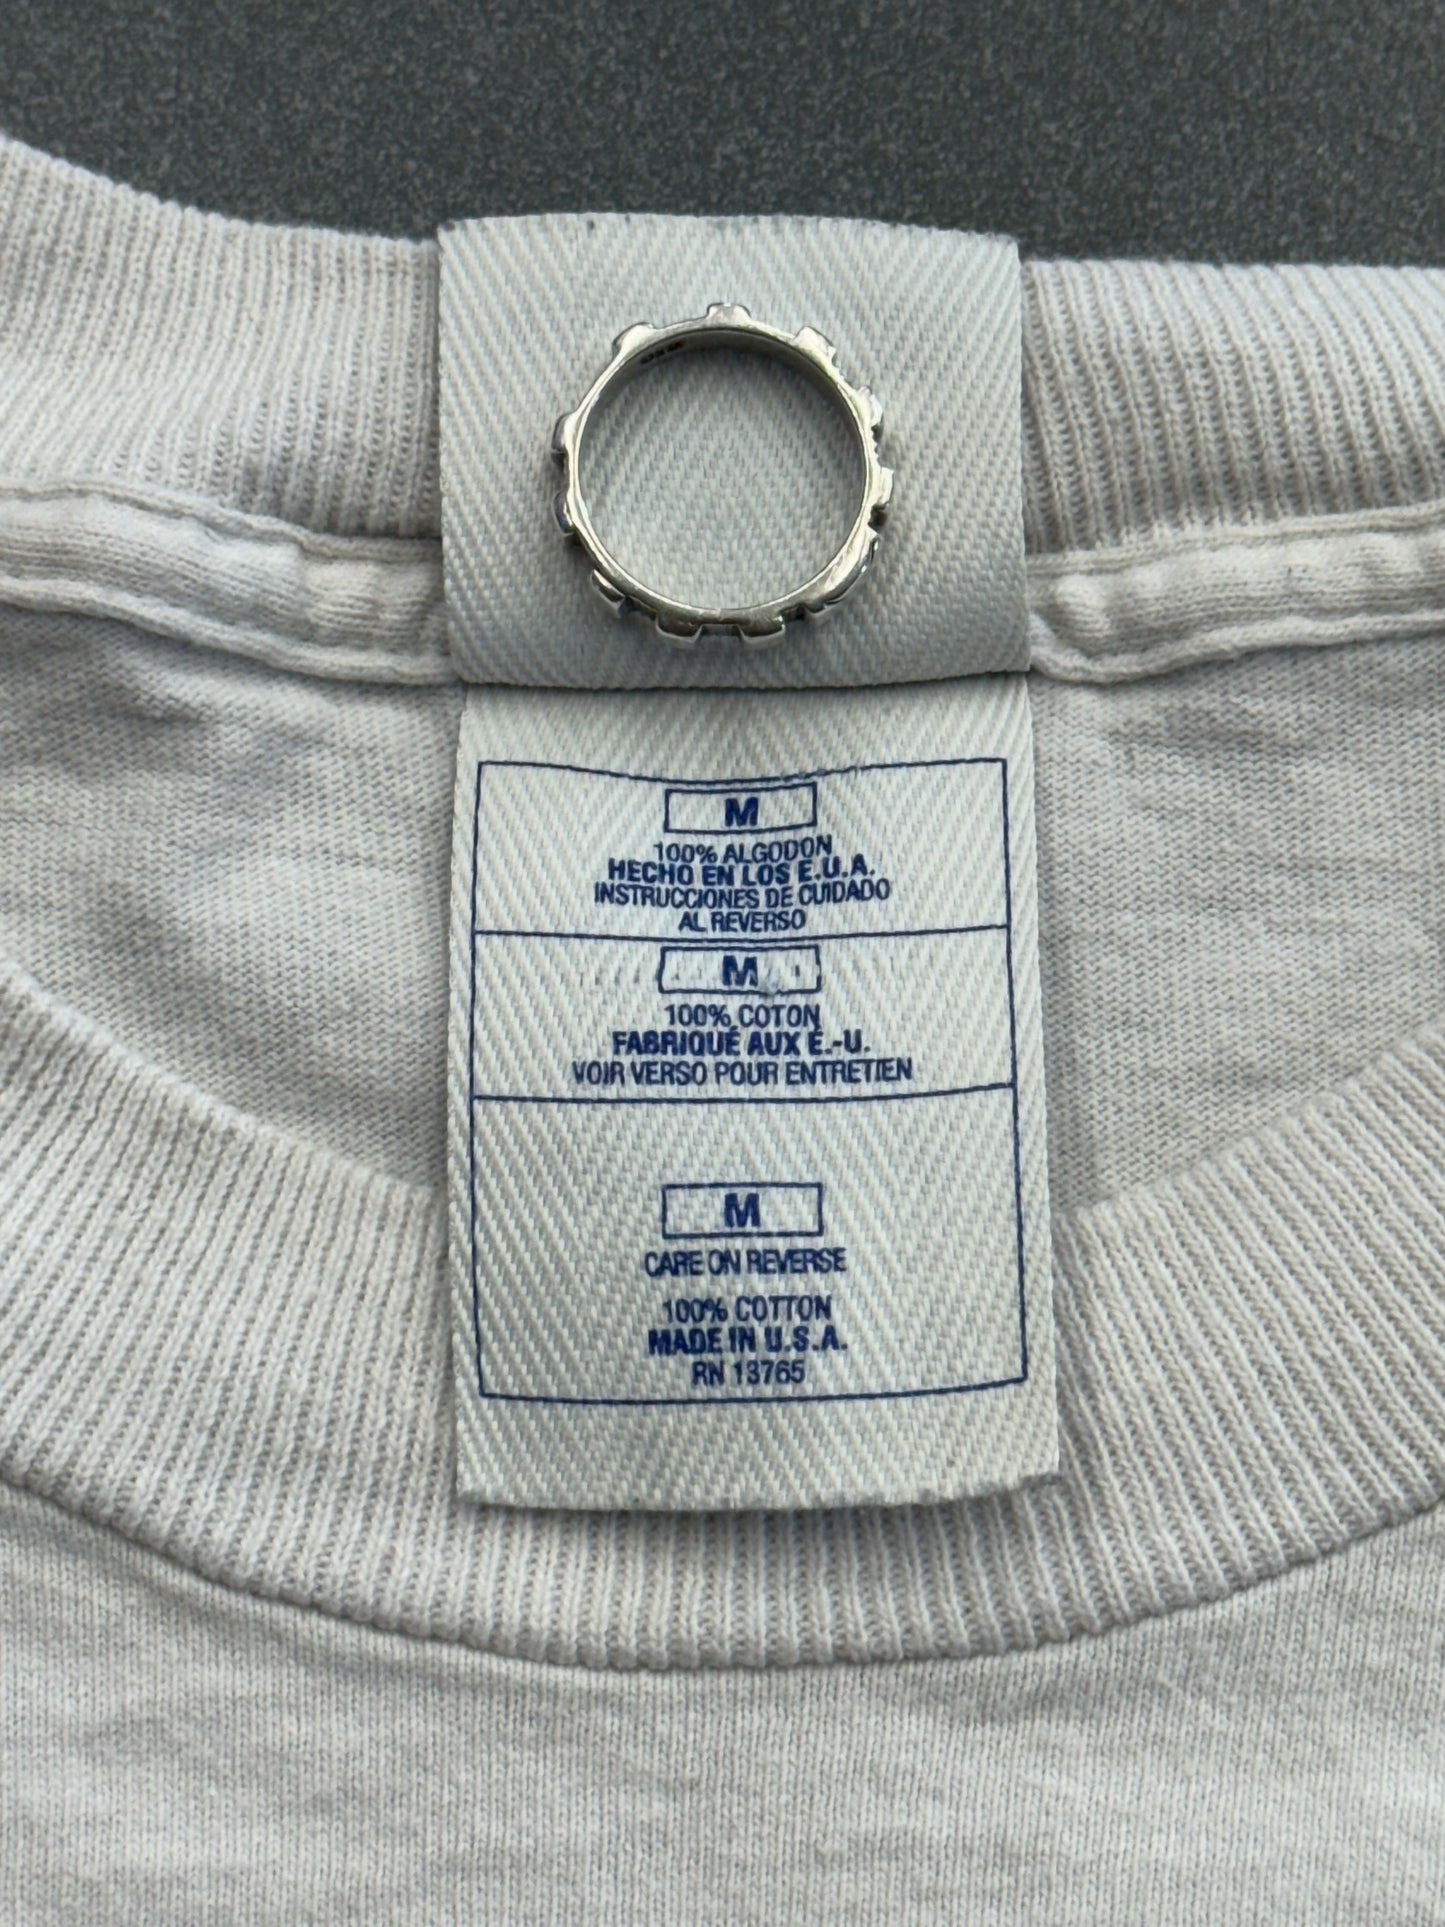 M
100% ALGODON
HECHO EN LOS E.U.A.
INSTRUCCIONES DE CUIDADO
AL REVERSO
M
100% COTON
FABRIQUÉ AUX É.-U.
VOIR VERSO POUR ENTRETIEN
M
CARE ON REVERSE
100% COTTON
MADE IN U.S.A.
RN 13765